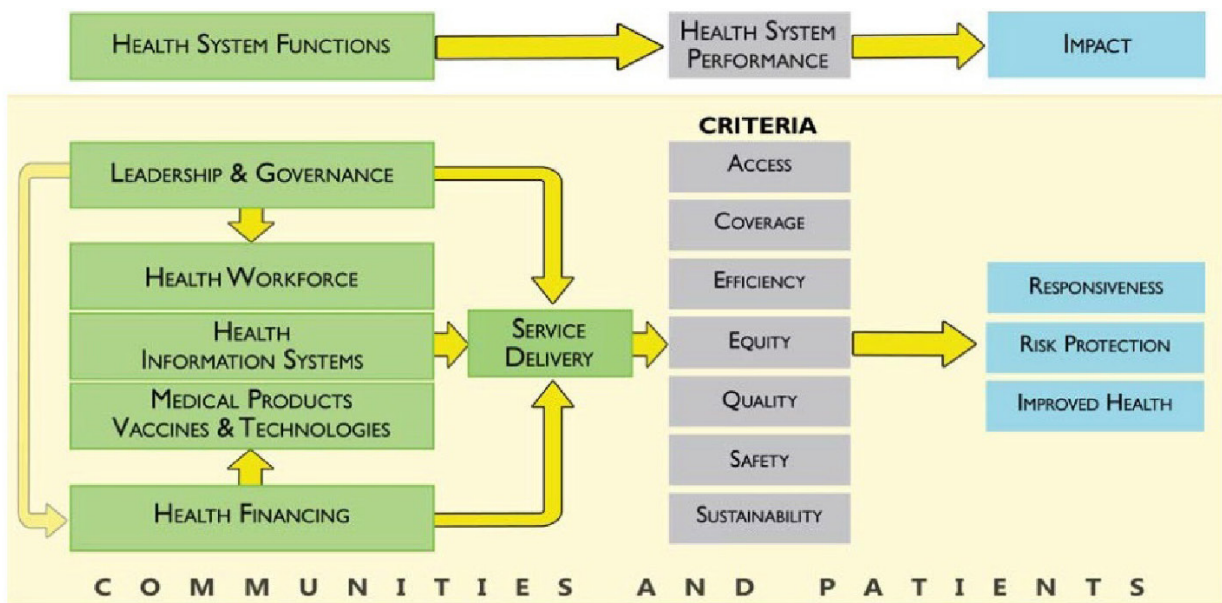 HEALTH SYSTEM FUNCTIONS
HEALTH SYSTEM
PERFORMANCE
IMPACT
CRITERIA
LEADERSHIP & GOVERNANCE
HEALTH WORKFORCE
HEALTH
INFORMATION SYSTEMS
MEDICAL PRODUCTS
VACCINES & TECHNOLOGIES
HEALTH FINANCING
SERVICE
DELIVERY
ACCESS
COVERAGE
EFFICIENCY
EQUITY
QUALITY
SAFETY
SUSTAINABILITY
RESPONSIVENESS
RISK PROTECTION
IMPROVED HEALTH
COMMUNITIES AND PATIENTS